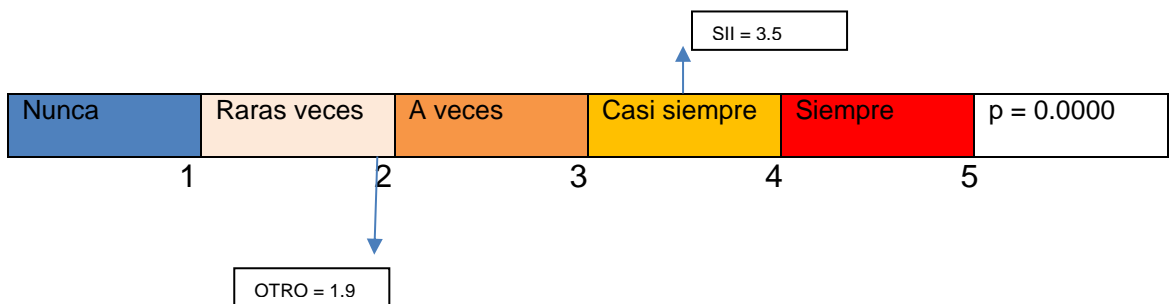 SII = 3.5
Nunca Raras veces A veces Casi siempre Siempre p = 0.0000
1 2 3 4 5
OTRO = 1.9